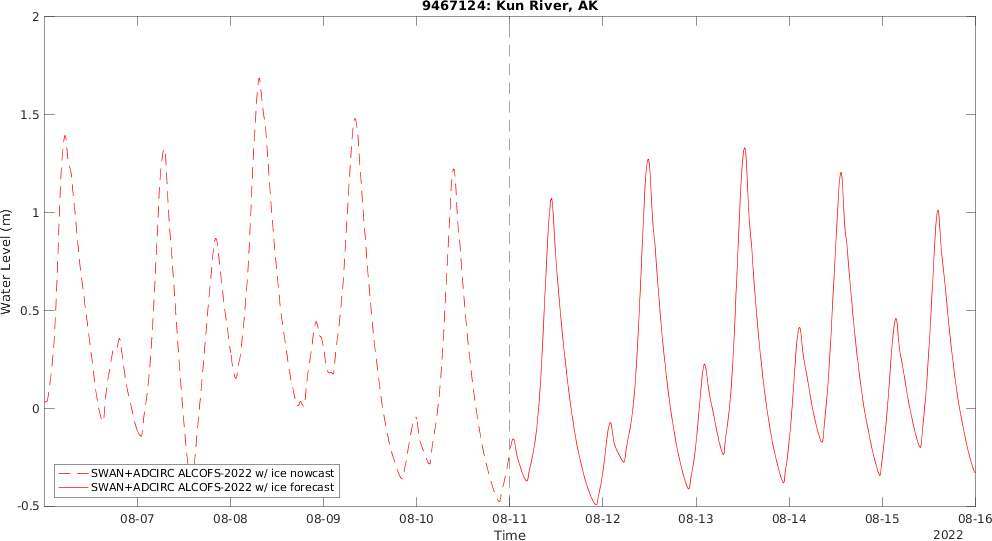 9467124: Kun River, AK
2
1.5
1
0.5
0
-0.5
Water Level (m)
SWAN+ADCIRC ALCOFS-2022 w/ ice nowcast
SWAN+ADCIRC ALCOFS-2022 w/ ice forecast
08-07 08-08 08-09 08-10 08-11 08-12 08-13 08-14 08-15 08-16
Time
2022